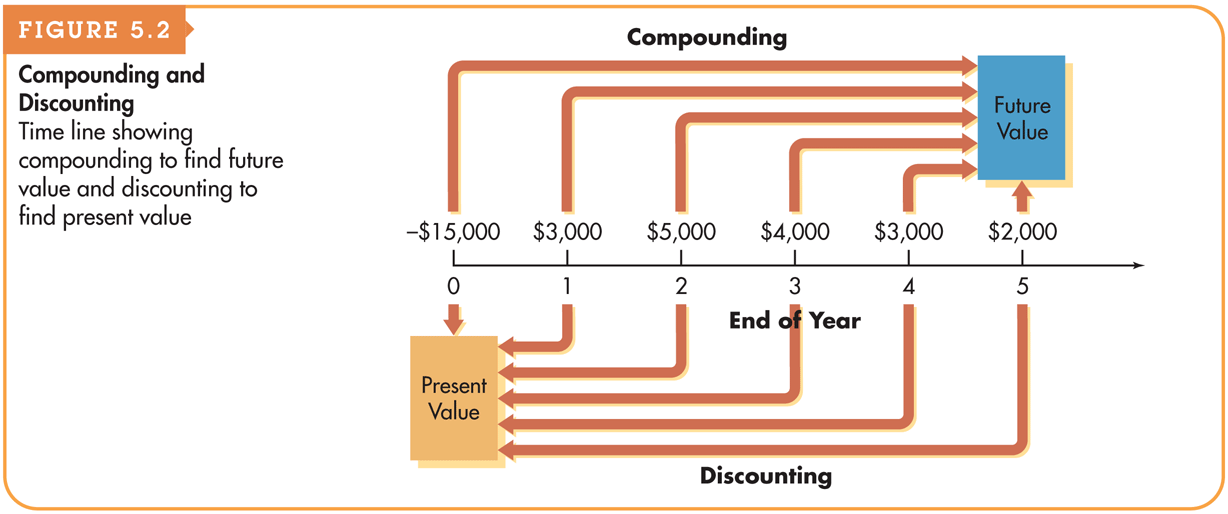 FIGURE 5.2
Compounding and
Discounting
Time line showing
compounding to find future
value and discounting to
find present value
Compounding
Future
Value
–$15,000 $3,000 $5,000 $4,000 $3,000 $2,000
0 1 2 3 4 5
End of Year
Present
Value
Discounting